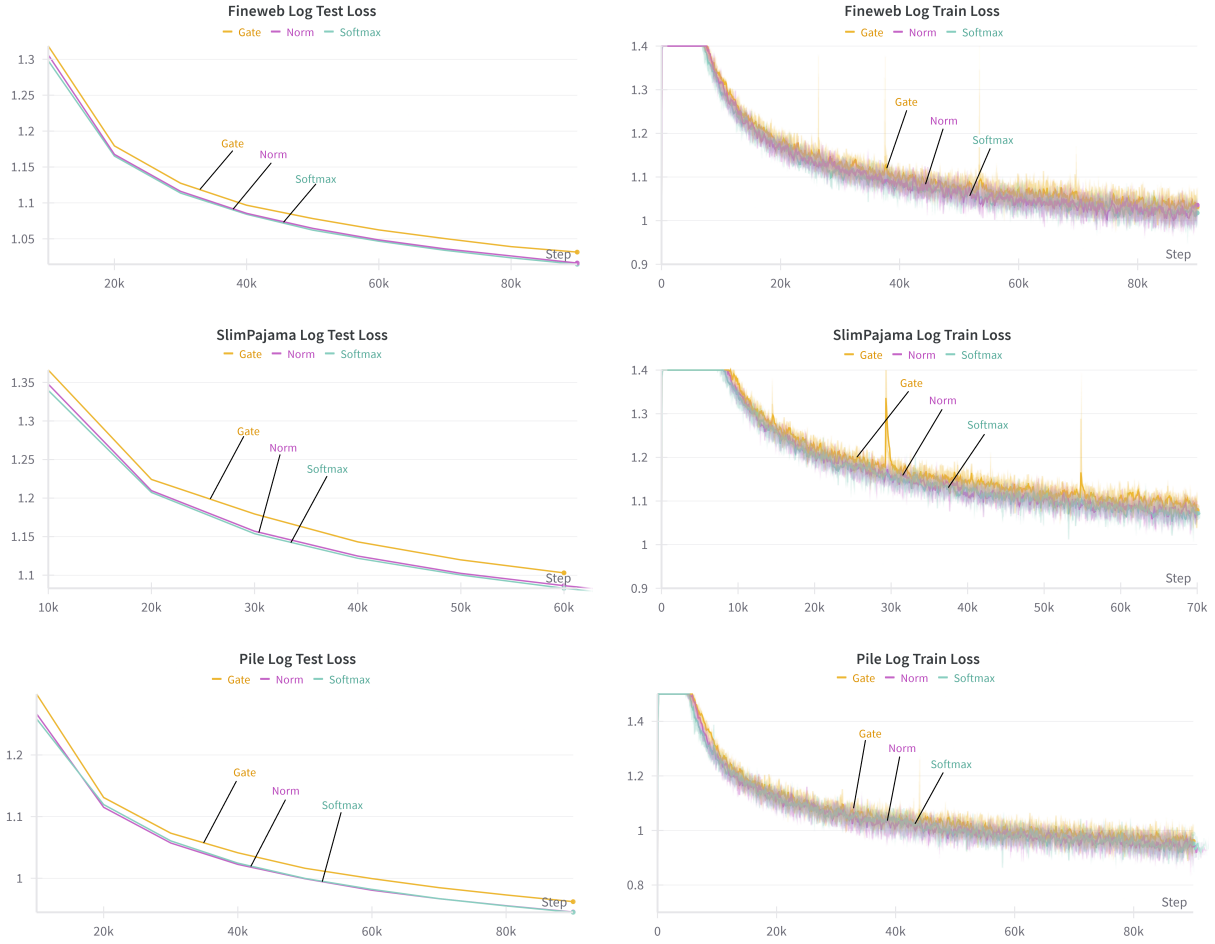 Fineweb Log Test Loss
Gate Norm Softmax
1.3
1.25
1.2
1.15
1.1
1.05
Gate
Norm
Softmax
Step
20k 40k 60k 80k
Fineweb Log Train Loss
Gate Norm Softmax
1.4
1.3
1.2
1.1
1
0.9
Gate
Norm
Softmax
Step
0 20k 40k 60k 80k
SlimPajama Log Test Loss
Gate Norm Softmax
1.35
1.3
1.25
1.2
1.15
1.1
Gate
Norm
Softmax
Step
10k 20k 30k 40k 50k 60k
SlimPajama Log Train Loss
Gate Norm Softmax
1.4
1.3
1.2
1.1
1
0.9
Gate
Norm
Softmax
Step
0 10k 20k 30k 40k 50k 60k 70k
Pile Log Test Loss
Gate Norm Softmax
1.2
1.1
1
Gate
Norm
Softmax
Step
20k 40k 60k 80k
Pile Log Train Loss
Gate Norm Softmax
1.4
1.2
1
0.8
Gate
Norm
Softmax
Step
0 20k 40k 60k 80k